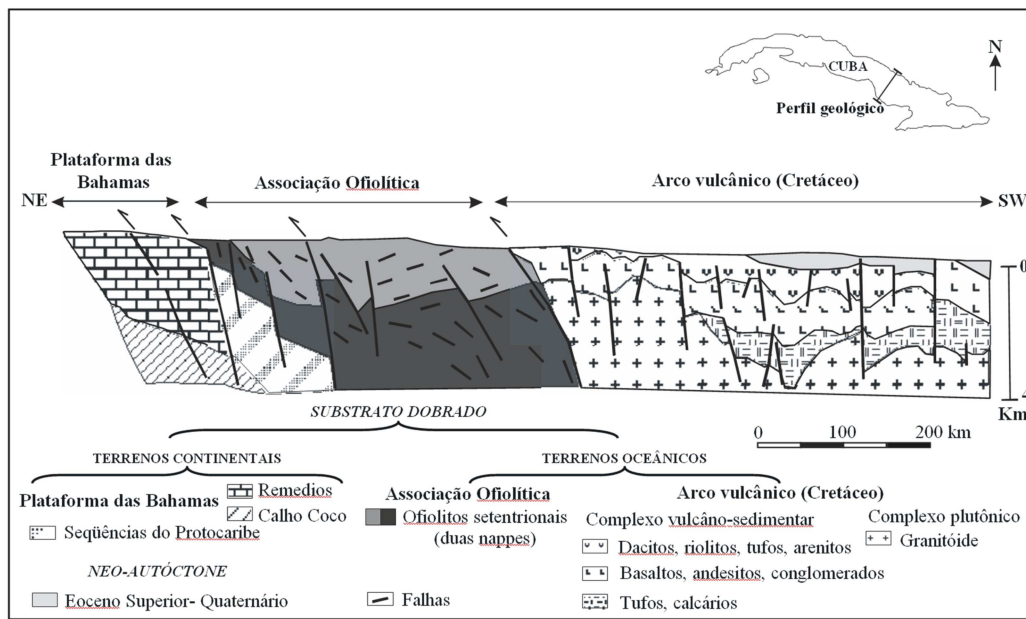 N
CUBA
Perfil geológico
Plataforma das
Bahamas
Associação Ofiolítica
Arco vulcânico (Cretáceo)
NE
SW
0
4
Km
SUBSTRATO DOBRADO
0 100 200 km
TERRENOS CONTINENTAIS
TERRENOS OCEÂNICOS
Plataforma das Bahamas
Remedios
Calho Coco
Seqüências do Protocaribe
Associação Ofiolítica
Ofiolitos setentrionais
(duas nappes)
Arco vulcânico (Cretáceo)
Complexo vulcâno-sedimentar
Dacitos, riolitos, tufos, arenitos
Basaltos, andesitos, conglomerados
Tufos, calcários
Complexo plutônico
Granitóide
NEO-AUTÓCTONE
Eoceno Superior- Quaternário
Falhas